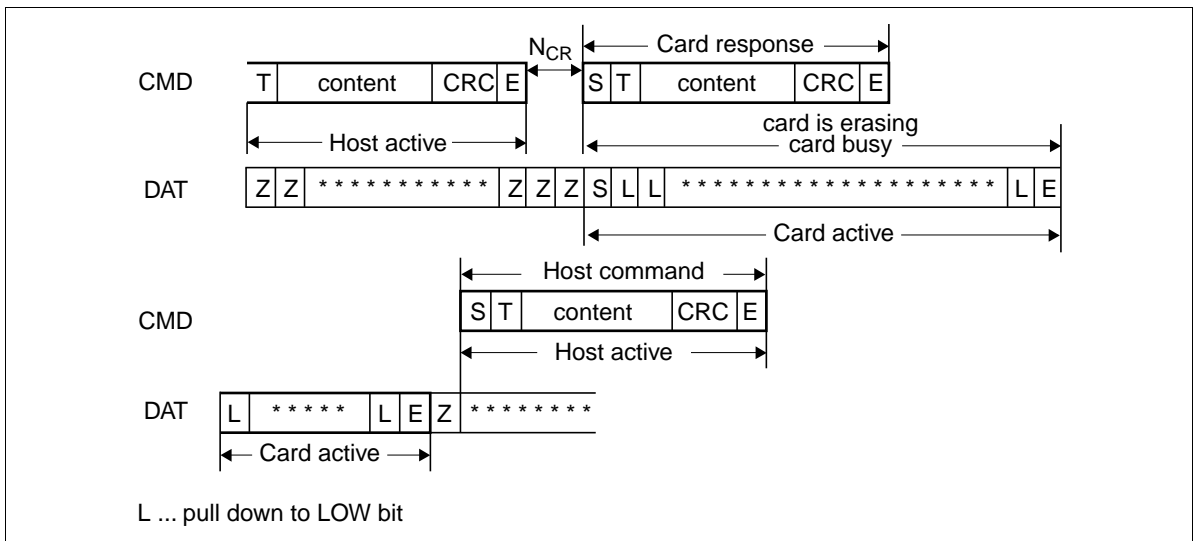 N_CR Card response
CMD T content CRC E S T content CRC E
card is erasing
Host active card busy
DAT Z Z * * * * * * * * * * * Z Z Z S L L * * * * * * * * * * * * * * * * * * * * L E
Card active
Host command
S T content CRC E
CMD
Host active
DAT L * * * * * L E Z * * * * * * * *
Card active
L ... pull down to LOW bit